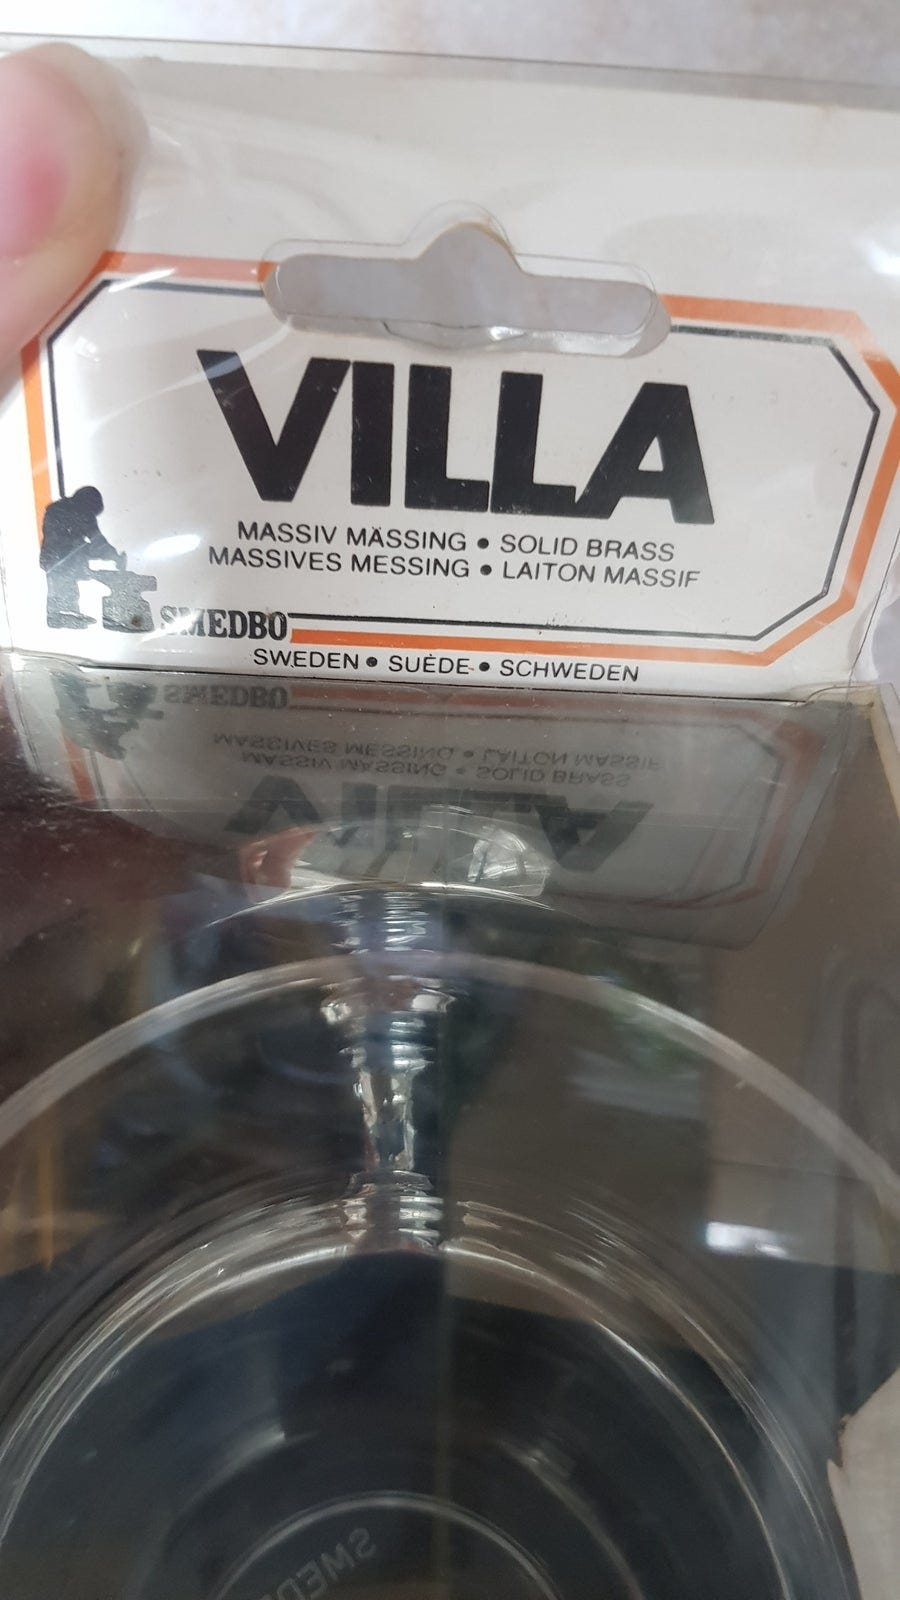 VILLA
MASSIV MÄSSING • SOLID BRASS
MASSIVES MESSING • LAITON MASSIF
SMEDBO
SWEDEN • SUÈDE • SCHWEDEN